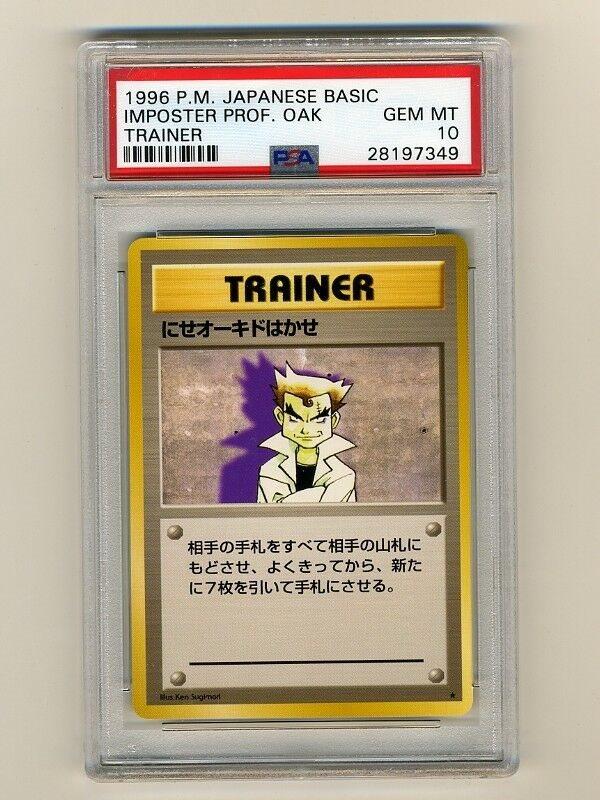 1996 P.M. JAPANESE BASIC
IMPOSTER PROF. OAK GEM MT
TRAINER 10
PSA 28197349
TRAINER
にせオーキドはかせ
相手の手札をすべて相手の山札に
もどさせ、よくきってから、新た
に7枚を引いて手札にさせる。
Illus. Ken Sugimori